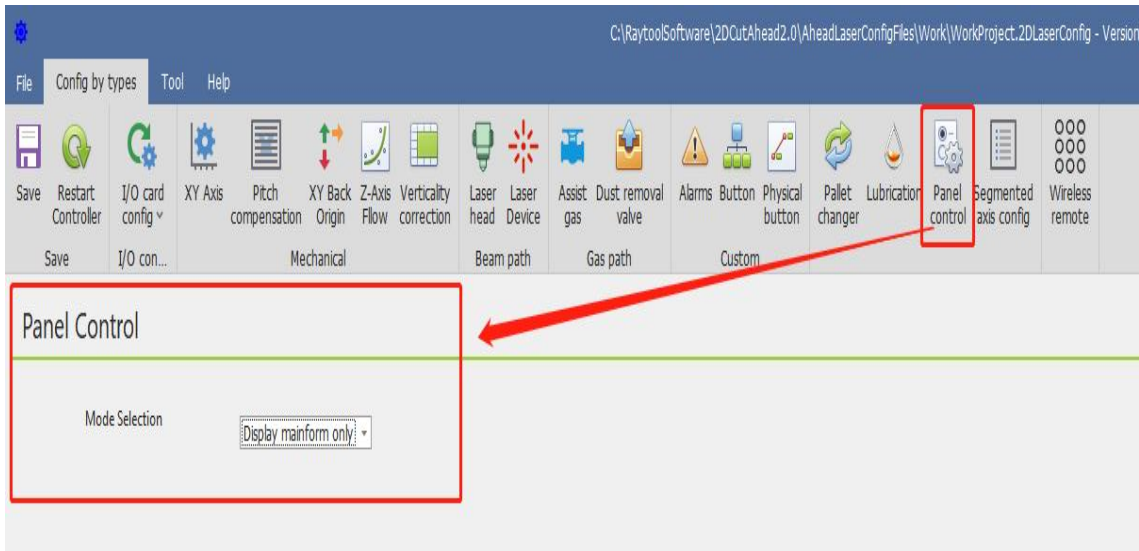 C:\RaytoolSoftware\2DCutAhead2.0\AheadLaserConfigFiles\Work\WorkProject.2DLaserConfig - Version
File Config by types Tool Help
Save Restart Controller I/O card config XY Axis Pitch compensation XY Back Origin Z-Axis Flow Verticality correction Laser head Laser Device Assist gas Dust removal valve Alarms Button Physical button Pallet changer Lubrication Panel control Segmented axis config Wireless remote
Save I/O con... Mechanical Beam path Gas path Custom
Panel Control
Mode Selection Display mainform only